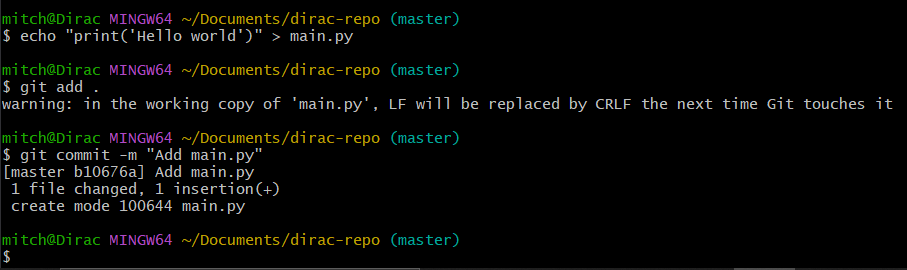 mitch@Dirac MINGW64 ~/Documents/dirac-repo (master)
$ echo "print('Hello world')" > main.py
mitch@Dirac MINGW64 ~/Documents/dirac-repo (master)
$ git add .
warning: in the working copy of 'main.py', LF will be replaced by CRLF the next time Git touches it
mitch@Dirac MINGW64 ~/Documents/dirac-repo (master)
$ git commit -m "Add main.py"
[master b10676a] Add main.py
 1 file changed, 1 insertion(+)
 create mode 100644 main.py
mitch@Dirac MINGW64 ~/Documents/dirac-repo (master)
$